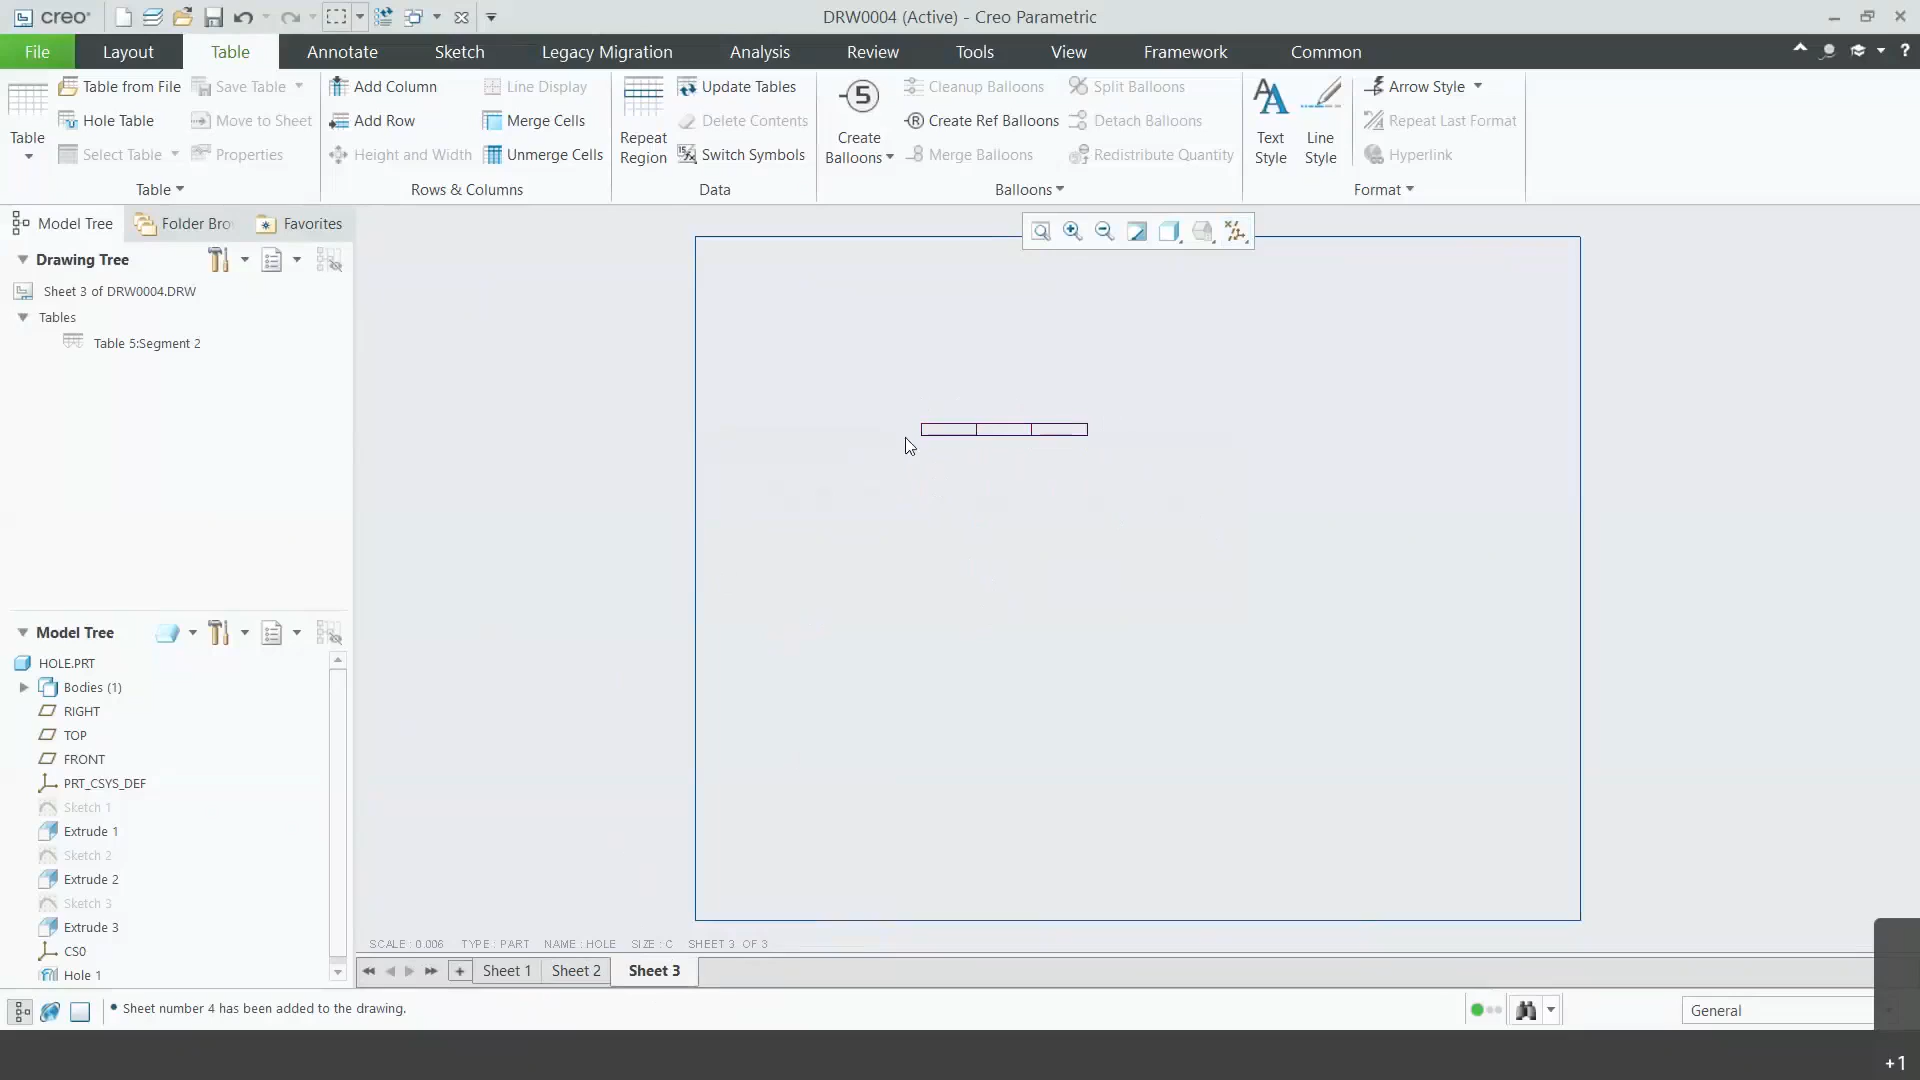 creo
DRW0004 (Active) - Creo Parametric
File Layout Table Annotate Sketch Legacy Migration Analysis Review Tools View Framework Common
Table
Table from File
Hole Table
Select Table
Save Table
Move to Sheet
Properties
Table
Add Column
Add Row
Height and Width
Line Display
Merge Cells
Unmerge Cells
Rows & Columns
Repeat
Region
Update Tables
Delete Contents
Switch Symbols
Data
5
Create
Balloons
Cleanup Balloons
Create Ref Balloons
Merge Balloons
Split Balloons
Detach Balloons
Redistribute Quantity
Balloons
Text
Style
Line
Style
Arrow Style
Repeat Last Format
Hyperlink
Format
Model Tree Folder Bro Favorites
Drawing Tree
Sheet 3 of DRW0004.DRW
Tables
Table 5:Segment 2
Model Tree
HOLE.PRT
Bodies (1)
RIGHT
TOP
FRONT
PRT_CSYS_DEF
Sketch 1
Extrude 1
Sketch 2
Extrude 2
Sketch 3
Extrude 3
CS0
Hole 1
SCALE : 0.006 TYPE : PART NAME : HOLE SIZE : C SHEET 3 OF 3
Sheet 1 Sheet 2 Sheet 3
• Sheet number 4 has been added to the drawing.
General
+1